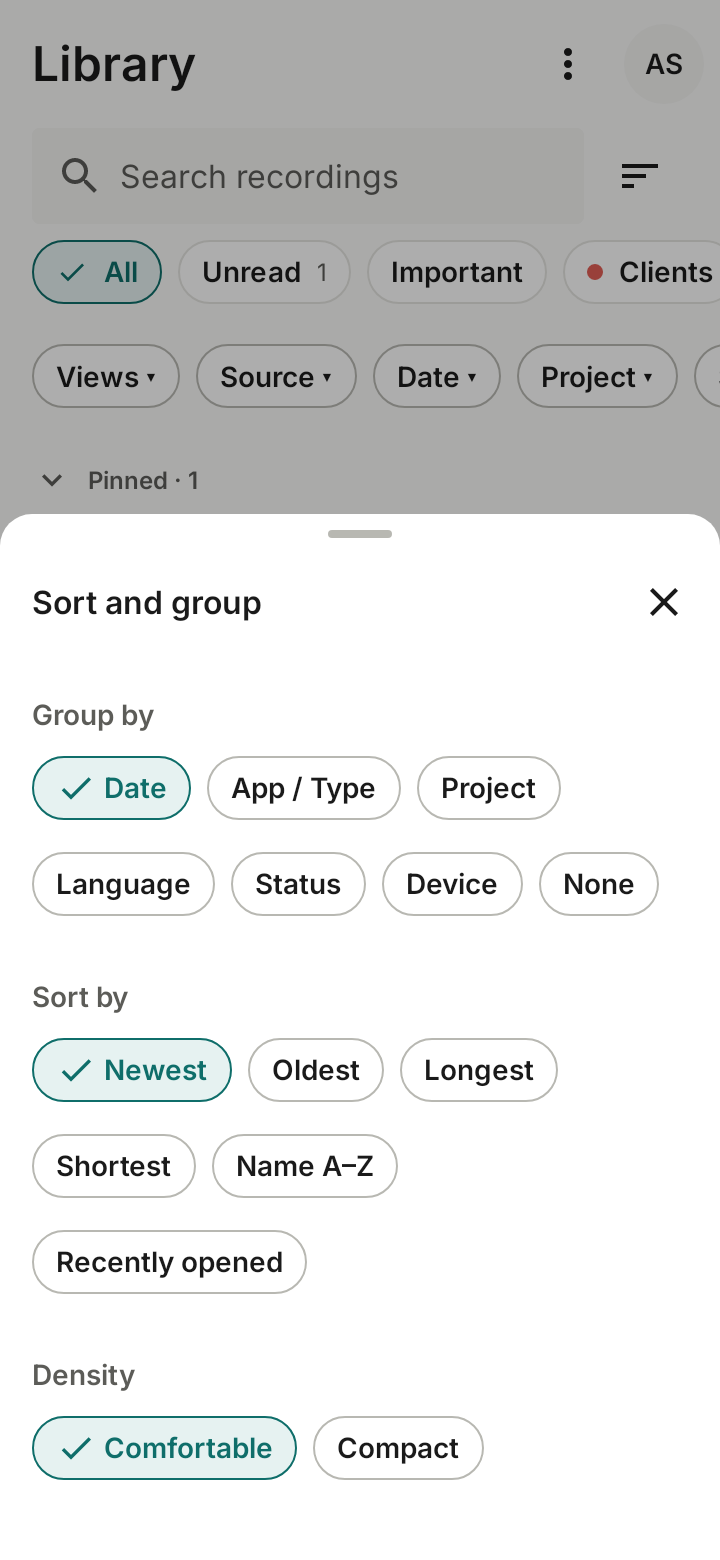 Library
AS
Search recordings
All
Unread 1
Important
Clients
Views ▾
Source ▾
Date ▾
Project ▾
Pinned · 1
Sort and group
Group by
Date
App / Type
Project
Language
Status
Device
None
Sort by
Newest
Oldest
Longest
Shortest
Name A–Z
Recently opened
Density
Comfortable
Compact